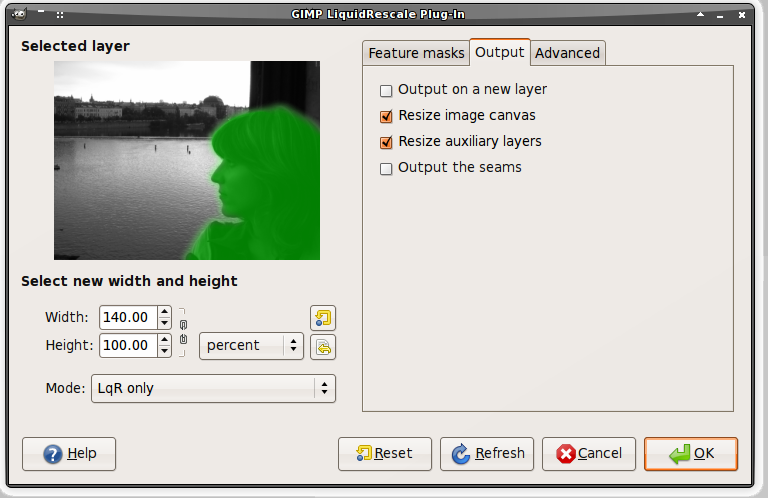 GIMP LiquidRescale Plug-In
Selected layer
Feature masks Output Advanced
Output on a new layer
Resize image canvas
Resize auxiliary layers
Output the seams
Select new width and height
Width: 140.00
Height: 100.00 percent
Mode: LqR only
Help Reset Refresh Cancel OK